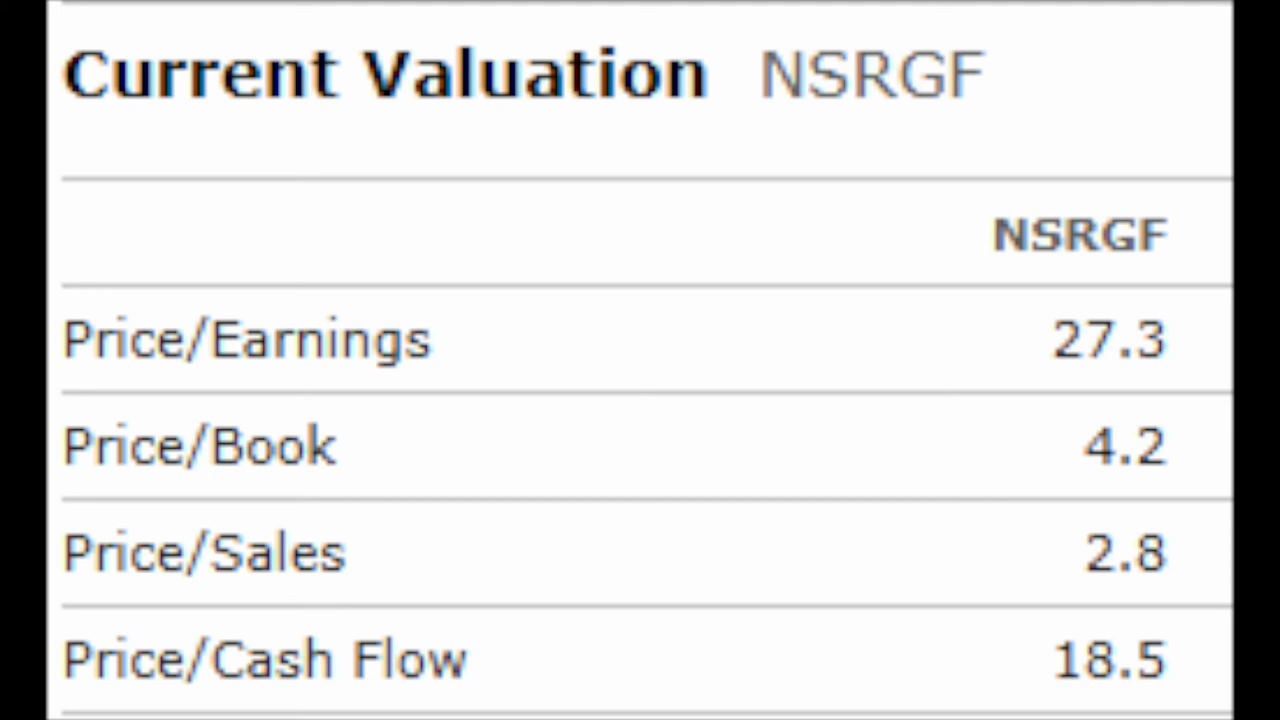 Current Valuation NSRGF
NSRGF
Price/Earnings 27.3
Price/Book 4.2
Price/Sales 2.8
Price/Cash Flow 18.5